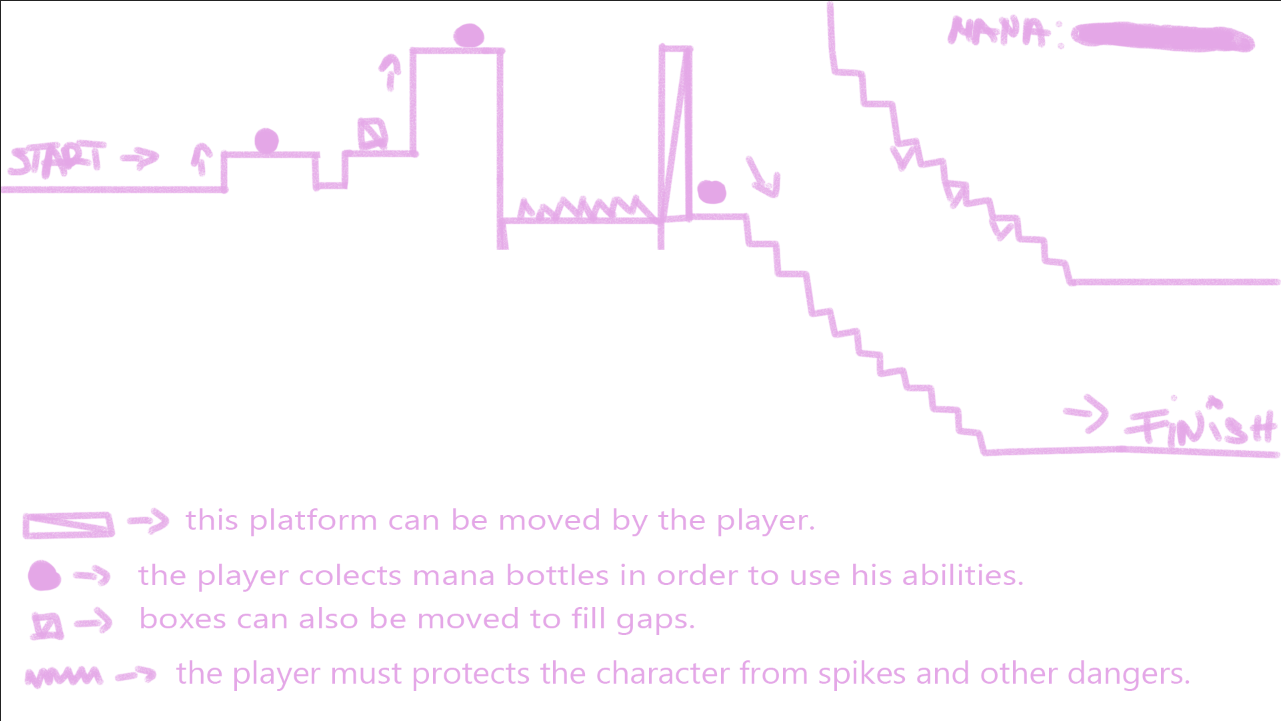 MANA:
START
FINISH
this platform can be moved by the player.
the player colects mana bottles in order to use his abilities.
boxes can also be moved to fill gaps.
the player must protects the character from spikes and other dangers.